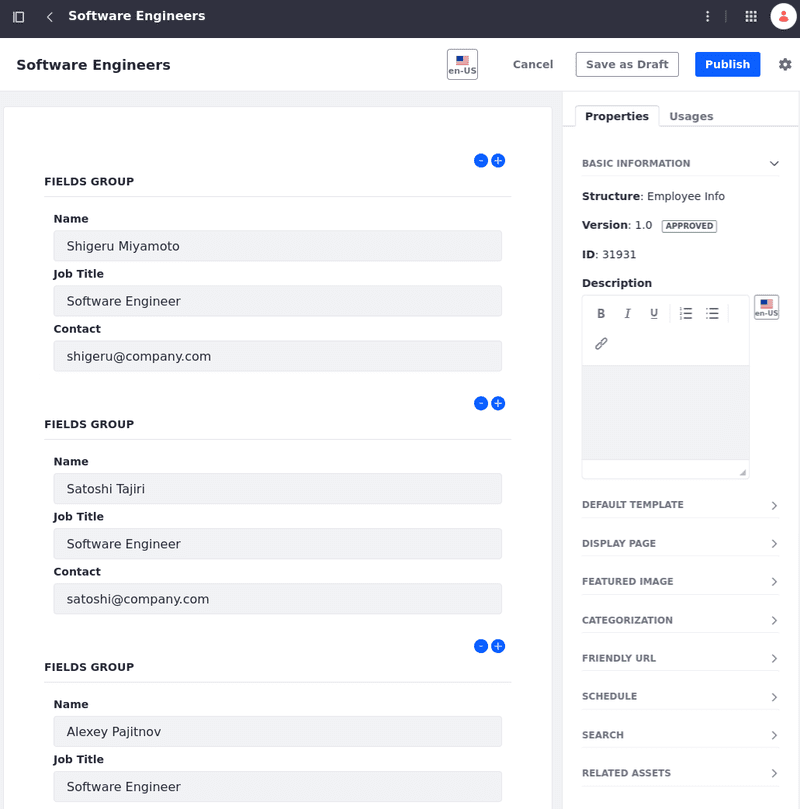 Software Engineers
Software Engineers
en-US
Cancel
Save as Draft
Publish
Properties
Usages
BASIC INFORMATION
Structure: Employee Info
Version: 1.0 APPROVED
ID: 31931
Description
en-US
B I U
DEFAULT TEMPLATE
DISPLAY PAGE
FEATURED IMAGE
CATEGORIZATION
FRIENDLY URL
SCHEDULE
SEARCH
RELATED ASSETS
- +
FIELDS GROUP
Name
Shigeru Miyamoto
Job Title
Software Engineer
Contact
shigeru@company.com
- +
FIELDS GROUP
Name
Satoshi Tajiri
Job Title
Software Engineer
Contact
satoshi@company.com
- +
FIELDS GROUP
Name
Alexey Pajitnov
Job Title
Software Engineer